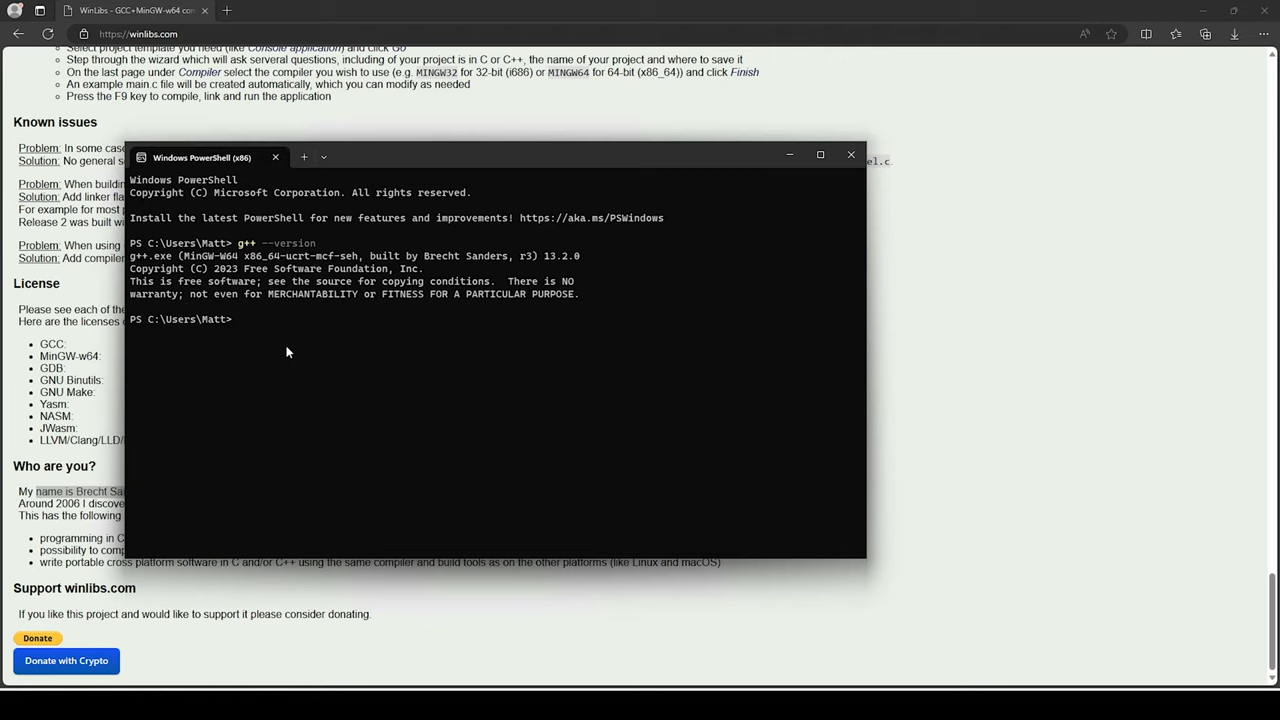 WinLibs - GCC+MinGW-w64 con
https://winlibs.com
Select project template you need (like Console application) and click Go
Step through the wizard which will ask serveral questions, including of your project is in C or C++, the name of your project and where to save it
On the last page under Compiler select the compiler you wish to use (e.g. MINGW32 for 32-bit (i686) or MINGW64 for 64-bit (x86_64)) and click Finish
An example main.c file will be created automatically, which you can modify as needed
Press the F9 key to compile, link and run the application
Known issues
Problem: In some case
Solution: No general s
el.c.
Problem: When buildin
Solution: Add linker fla
For example for most p
Release 2 was built wi
Problem: When using
Solution: Add compiler
License
Please see each of the
Here are the licenses o
GCC:
MinGW-w64:
GDB:
GNU Binutils:
GNU Make:
Yasm:
NASM:
JWasm:
LLVM/Clang/LLD/
Who are you?
My name is Brecht San
Around 2006 I discove
This has the following
programming in C
possibility to comp
write portable cross platform software in C and/or C++ using the same compiler and build tools as on the other platforms (like Linux and macOS)
Support winlibs.com
If you like this project and would like to support it please consider donating.
Donate
Donate with Crypto
Windows PowerShell (x86)
Windows PowerShell
Copyright (C) Microsoft Corporation. All rights reserved.
Install the latest PowerShell for new features and improvements! https://aka.ms/PSWindows
PS C:\Users\Matt> g++ --version
g++.exe (MinGW-W64 x86_64-ucrt-mcf-seh, built by Brecht Sanders, r3) 13.2.0
Copyright (C) 2023 Free Software Foundation, Inc.
This is free software; see the source for copying conditions.  There is NO
warranty; not even for MERCHANTABILITY or FITNESS FOR A PARTICULAR PURPOSE.
PS C:\Users\Matt>